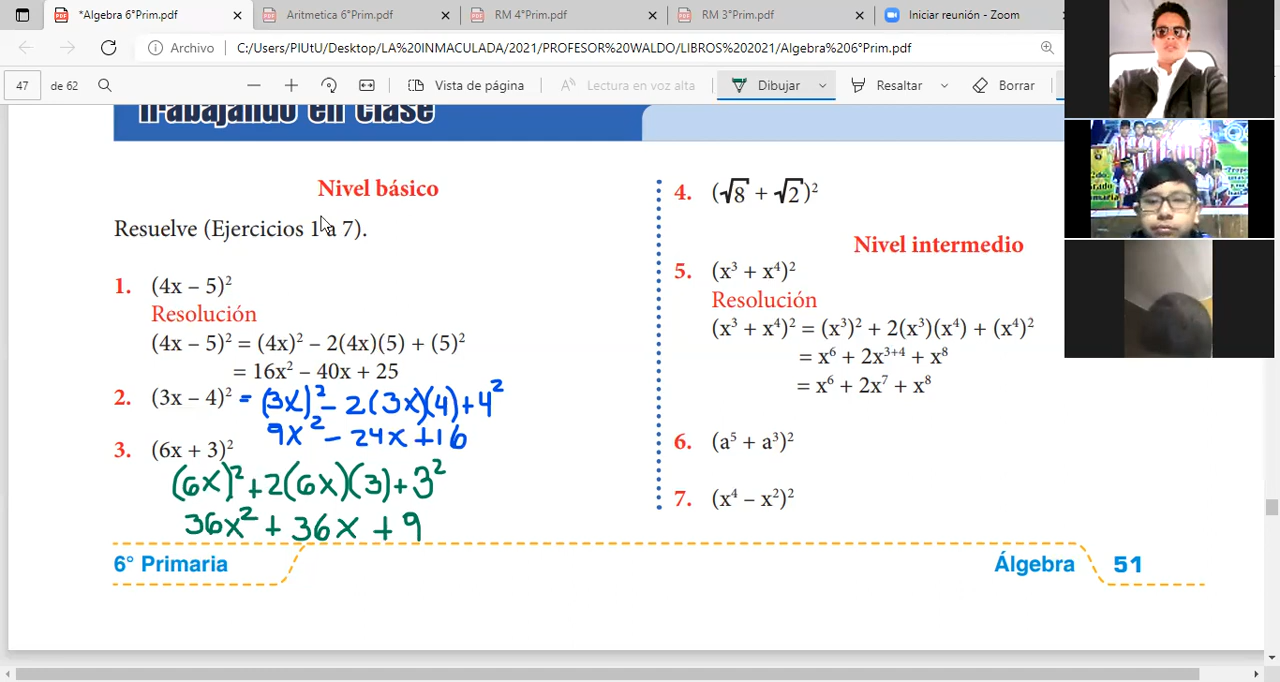 *Algebra 6°Prim.pdf
Aritmetica 6°Prim.pdf
RM 4°Prim.pdf
RM 3°Prim.pdf
Iniciar reunión - Zoom
Archivo
C:/Users/PIUtU/Desktop/LA%20INMACULADA/2021/PROFESOR%20WALDO/LIBROS%202021/Algebra%206°Prim.pdf
47 de 62
Vista de página
Lectura en voz alta
Dibujar
Resaltar
Borrar
Trabajando en clase
Nivel básico
Resuelve (Ejercicios 1 a 7).
1. (4x – 5)²
Resolución
(4x – 5)² = (4x)² – 2(4x)(5) + (5)²
= 16x² – 40x + 25
2. (3x – 4)² = (3x)² – 2(3x)(4)+4²
9x² – 24x +16
3. (6x + 3)²
(6x)²+2(6x)(3)+3²
36x² + 36x + 9
4. (√8 + √2)²
Nivel intermedio
5. (x³ + x⁴)²
Resolución
(x³ + x⁴)² = (x³)² + 2(x³)(x⁴) + (x⁴)²
= x⁶ + 2x³⁺⁴ + x⁸
= x⁶ + 2x⁷ + x⁸
6. (a⁵ + a³)²
7. (x⁴ – x²)²
6° Primaria
Álgebra 51